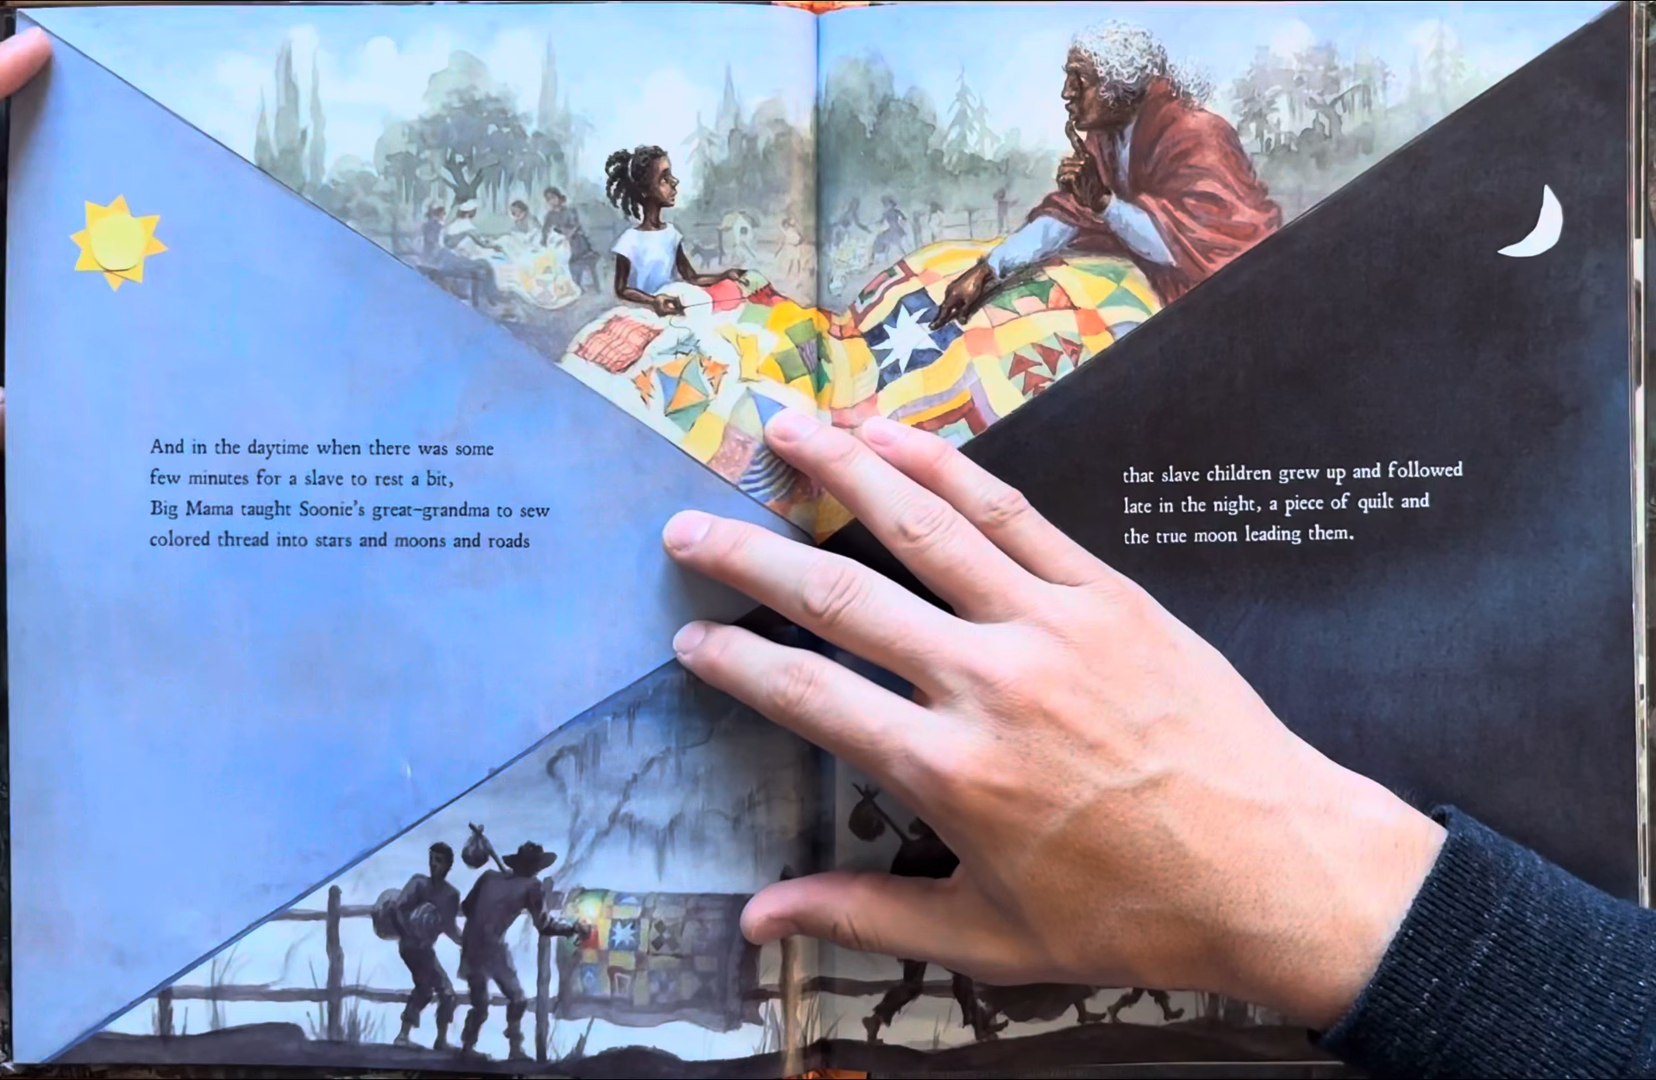 And in the daytime when there was some
few minutes for a slave to rest a bit,
Big Mama taught Soonie's great-grandma to sew
colored thread into stars and moons and roads
that slave children grew up and followed
late in the night, a piece of quilt and
the true moon leading them.